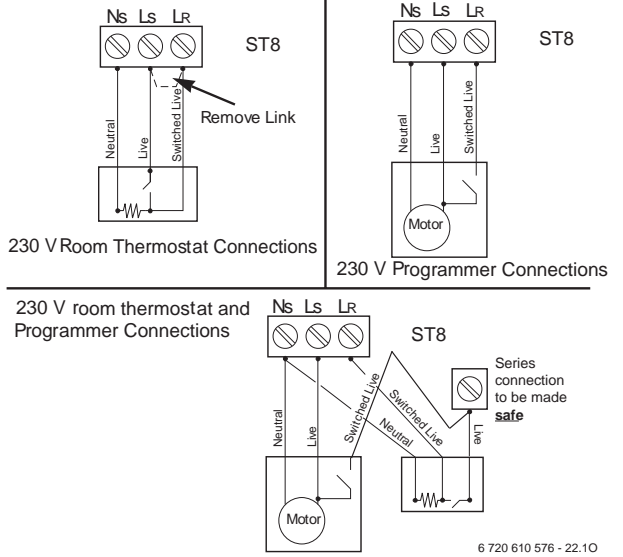 Ns Ls LR
ST8
Remove Link
Neutral
Live
Switched Live
230 V Room Thermostat Connections
Ns Ls LR
ST8
Neutral
Live
Switched Live
Motor
230 V Programmer Connections
230 V room thermostat and
Programmer Connections
Ns Ls LR
ST8
Series
connection
to be made
safe
Neutral
Live
Switched Live
Neutral
Switched Live
Live
Motor
6 720 610 576 - 22.1O